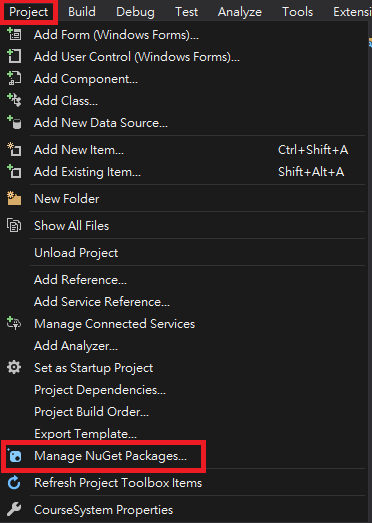 Project Build Debug Test Analyze Tools Extensi
Add Form (Windows Forms)...
Add User Control (Windows Forms)...
Add Component...
Add Class...
Add New Data Source...
Add New Item... Ctrl+Shift+A
Add Existing Item... Shift+Alt+A
New Folder
Show All Files
Unload Project
Add Reference...
Add Service Reference...
Manage Connected Services
Add Analyzer...
Set as Startup Project
Project Dependencies...
Project Build Order...
Export Template...
Manage NuGet Packages...
Refresh Project Toolbox Items
CourseSystem Properties